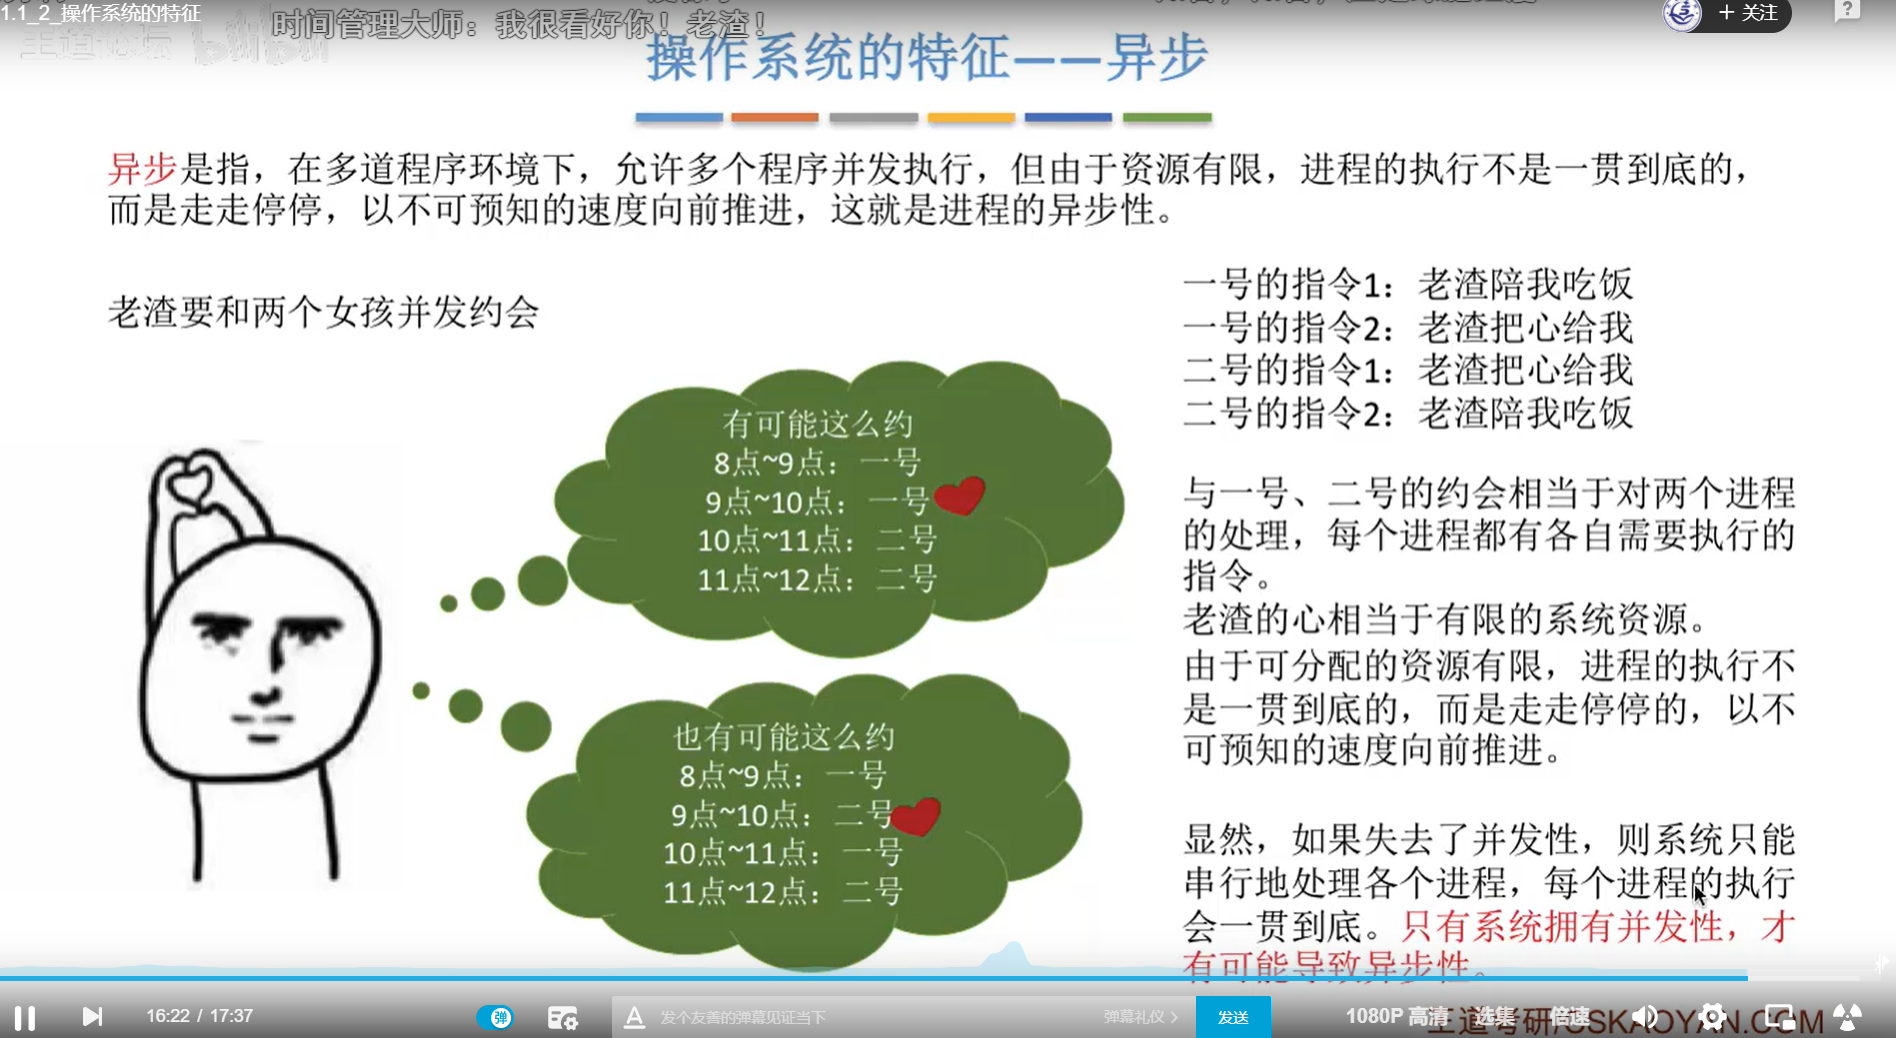 1.1_2_操作系统的特征
时间管理大师：我很看好你！老渣！
+ 关注
王道论坛 bilibili
操作系统的特征——异步
异步是指，在多道程序环境下，允许多个程序并发执行，但由于资源有限，进程的执行不是一贯到底的，
而是走走停停，以不可预知的速度向前推进，这就是进程的异步性。
老渣要和两个女孩并发约会
有可能这么约
8点~9点：一号
9点~10点：一号
10点~11点：二号
11点~12点：二号
也有可能这么约
8点~9点：一号
9点~10点：二号
10点~11点：一号
11点~12点：二号
一号的指令1：老渣陪我吃饭
一号的指令2：老渣把心给我
二号的指令1：老渣把心给我
二号的指令2：老渣陪我吃饭
与一号、二号的约会相当于对两个进程
的处理，每个进程都有各自需要执行的
指令。
老渣的心相当于有限的系统资源。
由于可分配的资源有限，进程的执行不
是一贯到底的，而是走走停停的，以不
可预知的速度向前推进。
显然，如果失去了并发性，则系统只能
串行地处理各个进程，每个进程的执行
会一贯到底。只有系统拥有并发性，才
有可能导致异步性。
16:22 / 17:37
弹
A 发个友善的弹幕见证当下
弹幕礼仪 >
发送
1080P 高清
选集
倍速
王道考研/CSKAOYAN.COM